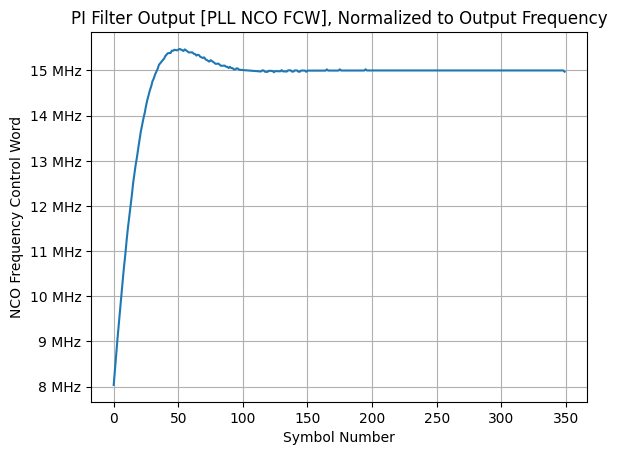 PI Filter Output [PLL NCO FCW], Normalized to Output Frequency
NCO Frequency Control Word
15 MHz
14 MHz
13 MHz
12 MHz
11 MHz
10 MHz
9 MHz
8 MHz
0 50 100 150 200 250 300 350
Symbol Number